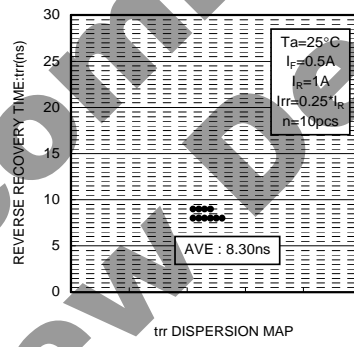 30
25
20
15
10
5
0
REVERSE RECOVERY TIME:trr(ns)
Ta=25°C
IF=0.5A
IR=1A
Irr=0.25*IR
n=10pcs
AVE : 8.30ns
trr DISPERSION MAP